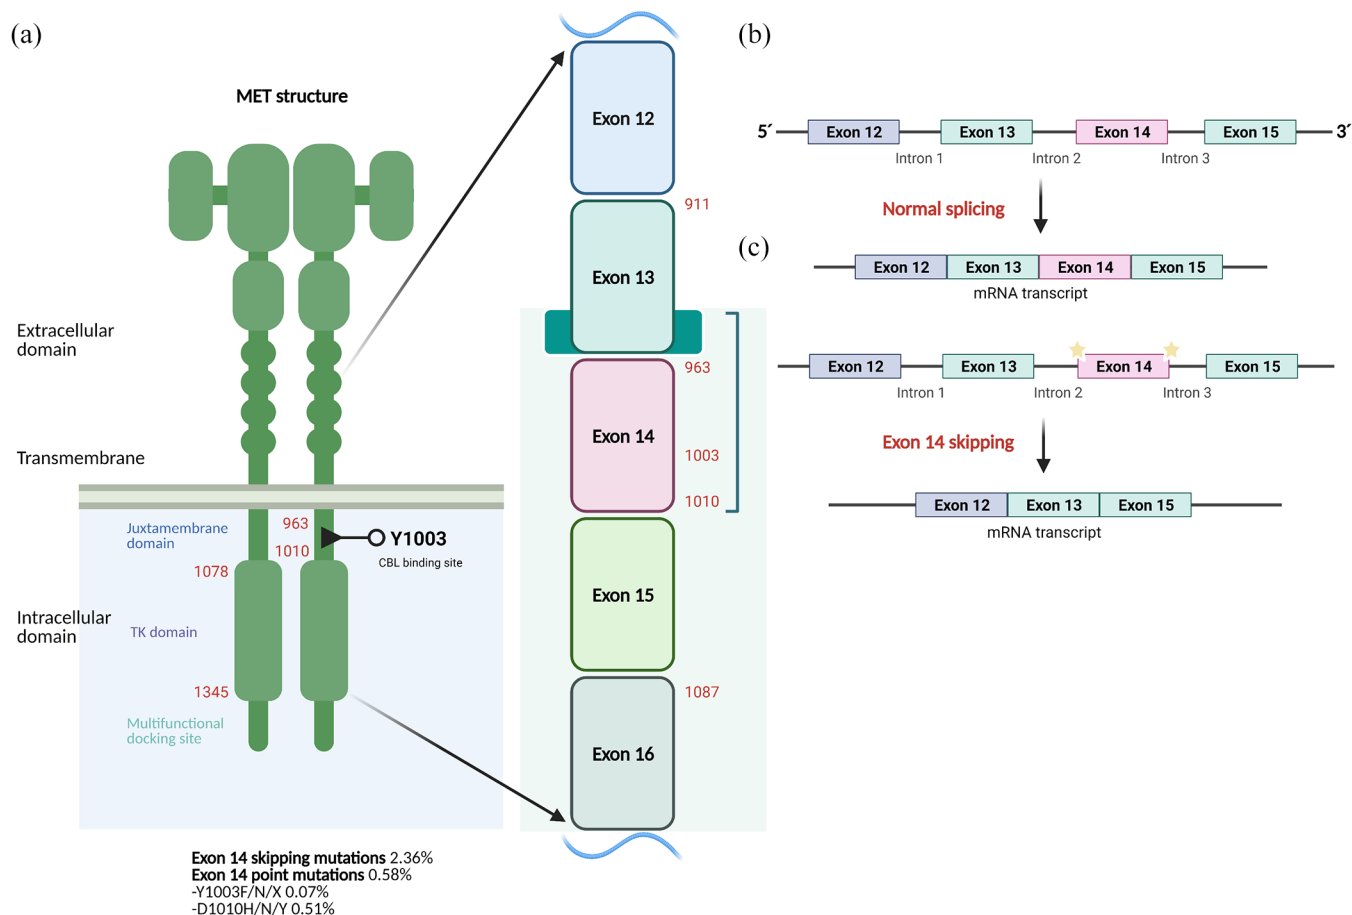 (a)
MET structure
Extracellular
domain
Transmembrane
Juxtamembrane
domain
963
1010
Y1003
CBL binding site
1078
Intracellular
domain
TK domain
1345
Multifunctional
docking site
Exon 12
911
Exon 13
963
Exon 14
1003
1010
Exon 15
1087
Exon 16
Exon 14 skipping mutations 2.36%
Exon 14 point mutations 0.58%
-Y1003F/N/X 0.07%
-D1010H/N/Y 0.51%
(b)
5′ Exon 12 Exon 13 Exon 14 Exon 15 3′
Intron 1 Intron 2 Intron 3
Normal splicing
(c)
Exon 12 Exon 13 Exon 14 Exon 15
mRNA transcript
Exon 12 Exon 13 Exon 14 Exon 15
Intron 1 Intron 2 Intron 3
Exon 14 skipping
Exon 12 Exon 13 Exon 15
mRNA transcript